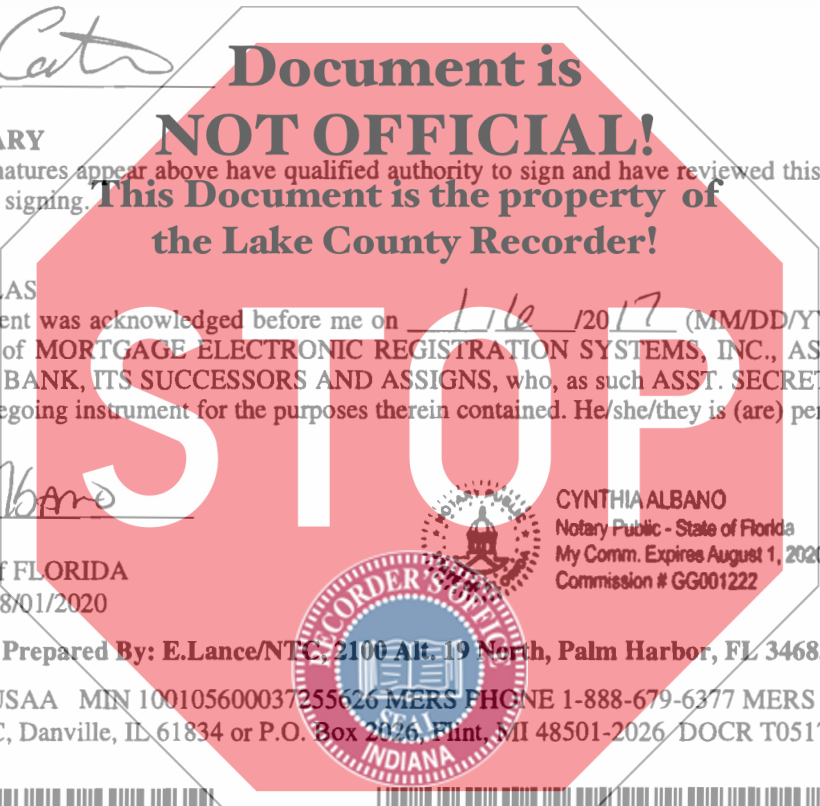 Document is
NOT OFFICIAL!
ARY
natures appear above have qualified authority to sign and have reviewed this
signing.
This Document is the property of
the Lake County Recorder!
LAS
ent was acknowledged before me on 1/16/2017 (MM/DD/YY
of MORTGAGE ELECTRONIC REGISTRATION SYSTEMS, INC., AS
BANK, ITS SUCCESSORS AND ASSIGNS, who, as such ASST. SECRET
egoing instrument for the purposes therein contained. He/she/they is (are) per
STOP
CYNTHIA ALBANO
Notary Public - State of Florida
My Comm. Expires August 1, 2020
Commission # GG001222
NOTARY PUBLIC
f FLORIDA
8/01/2020
RECORDER'S OFFICE
Prepared By: E.Lance/NTC, 2100 Alt. 19 North, Palm Harbor, FL 3468
USAA MIN 100105600037255626 MERS PHONE 1-888-679-6377 MERS
C, Danville, IL 61834 or P.O. Box 2026, Flint, MI 48501-2026 DOCR T051
SEAL
INDIANA